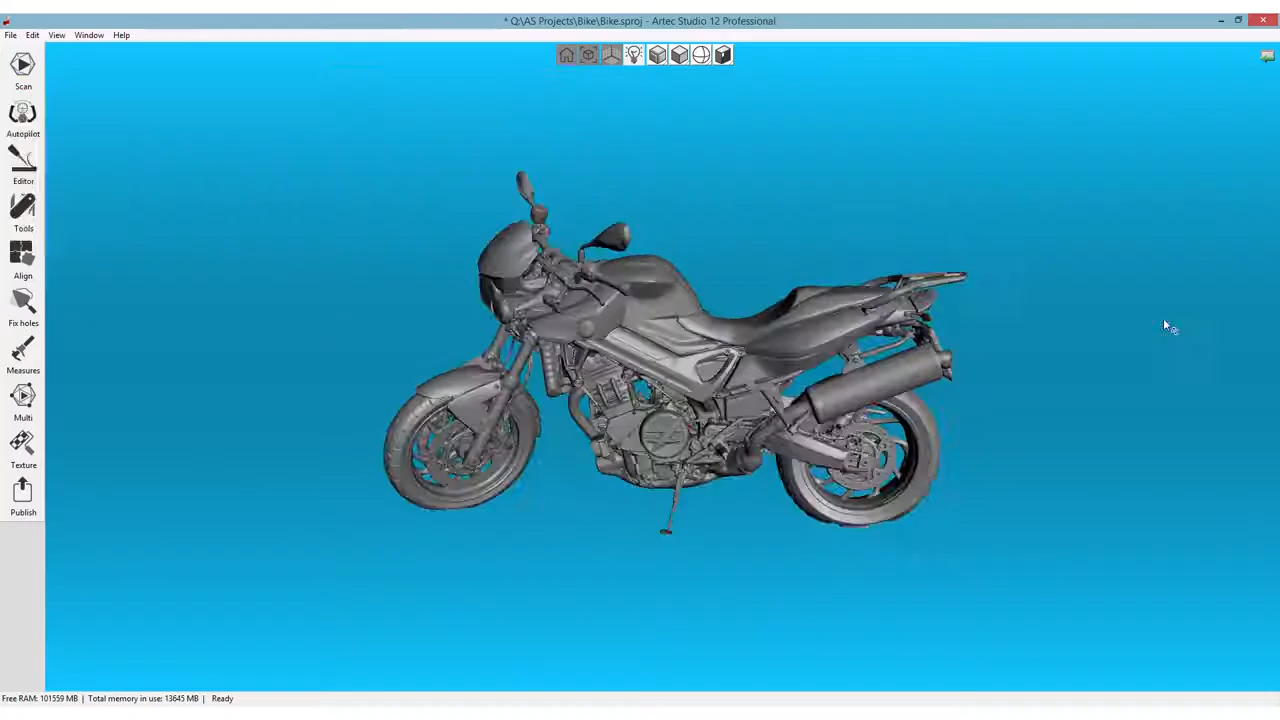 * Q:\AS Projects\Bike\Bike.sproj - Artec Studio 12 Professional
File Edit View Window Help
Scan
Autopilot
Editor
Tools
Align
Fix holes
Measures
Multi
Texture
Publish
Free RAM: 101559 MB | Total memory in use: 13645 MB | Ready